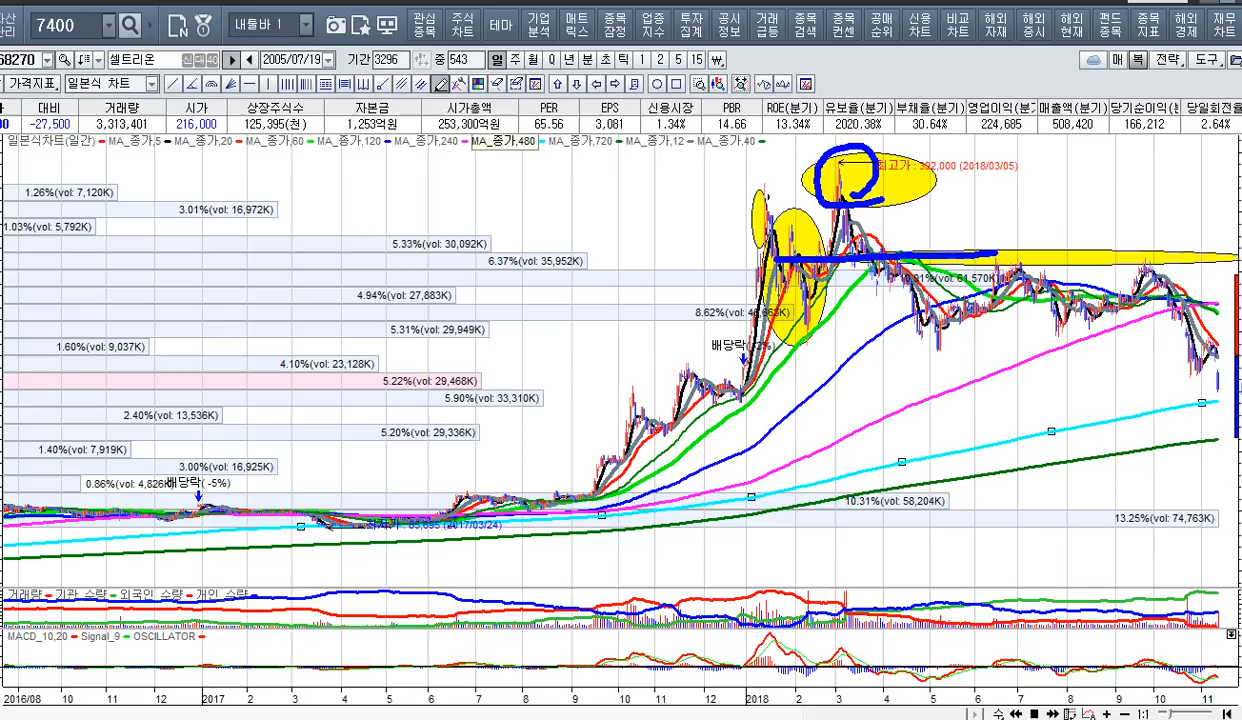 자산 관리 7400 내돌바 1 관심 종목 주식 차트 테마 기업 분석 매트 릭스 종목 잠정 업종 지수 투자 집계 공시 정보 거래 급등 종목 검색 종목 컨센 공매 순위 신용 차트 비교 차트 해외 지재 해외 증시 해외 현재 펀드 종목 종목 지표 해외 경제 재무 차트
68270 셀트리온 신 40 2005/07/19 기간 3296 중 543 일 주 월 Q 년 분 초 틱 1 2 5 15 매 복 전략 도구
가격지표 일본식 차트
대비 거래량 시가 상장주식수 자본금 시가총액 PER EPS 신용시장 PBR ROE(분기) 유보율(분기) 부채율(분기) 영업이익(분기 매출액(분기) 당기순이익 당일회전율
-27,500 3,313,401 216,000 125,395(천) 1,253억원 253,300억원 65.56 3,081 1.34% 14.66 13.34% 2020.38% 30.64% 224,685 508,420 166,212 2.64%
일본식차트(일간) MA_종가,5 MA_종가,20 MA_종가,60 MA_종가,120 MA_종가,240 MA_종가,480 MA_종가,720 MA_종가,12 MA_종가,40
최고가 : 392,000 (2018/03/05)
1.26%(vol: 7,120K)
3.01%(vol: 16,972K)
1.03%(vol: 5,792K)
5.33%(vol: 30,092K)
6.37%(vol: 35,952K)
10.91%(vol: 61,570K)
4.94%(vol: 27,883K)
8.62%(vol: 48,663K)
5.31%(vol: 29,949K)
1.60%(vol: 9,037K)
배당락
4.10%(vol: 23,128K)
5.22%(vol: 29,468K)
5.90%(vol: 33,310K)
2.40%(vol: 13,536K)
5.20%(vol: 29,336K)
1.40%(vol: 7,919K)
3.00%(vol: 16,925K)
0.86%(vol: 4,826K)
배당락( -5%)
10.31%(vol: 58,204K)
13.25%(vol: 74,763K)
(2017/03/24)
거래량 기관_수량 외국인_수량 개인_수량
MACD_10,20 Signal_9 OSCILLATOR
2016/08 10 11 12 2017 2 3 4 5 6 7 8 9 10 11 12 2018 2 3 4 5 6 7 8 9 10 11
수 1:1